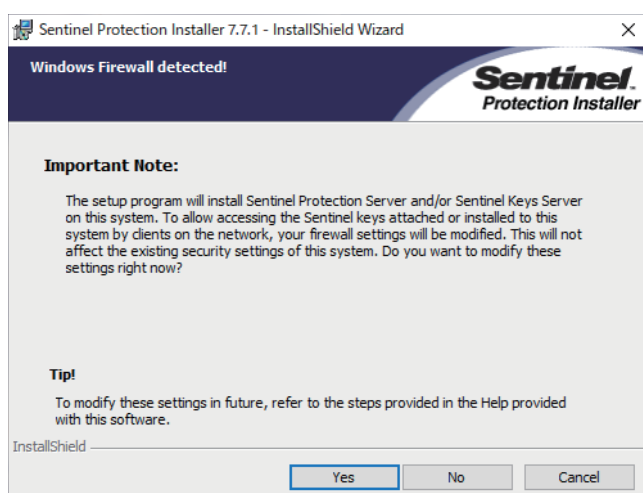 Sentinel Protection Installer 7.7.1 - InstallShield Wizard
Windows Firewall detected!
Sentinel.
Protection Installer
Important Note:
The setup program will install Sentinel Protection Server and/or Sentinel Keys Server
on this system. To allow accessing the Sentinel keys attached or installed to this
system by clients on the network, your firewall settings will be modified. This will not
affect the existing security settings of this system. Do you want to modify these
settings right now?
Tip!
To modify these settings in future, refer to the steps provided in the Help provided
with this software.
InstallShield
Yes No Cancel